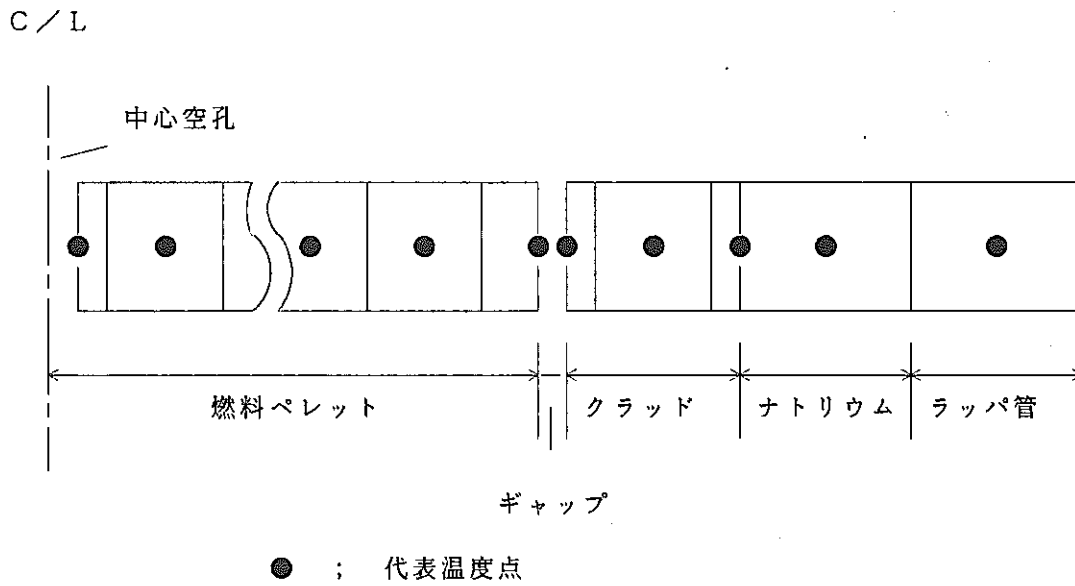 C/L
中心空孔
燃料ペレット
クラッド
ナトリウム
ラッパ管
ギャップ
● ; 代表温度点